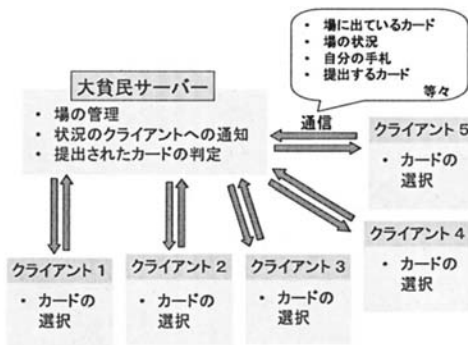 ・ 場に出ているカード
・ 場の状況
・ 自分の手札
・ 提出するカード
等々
大貧民サーバー
・ 場の管理
・ 状況のクライアントへの通知
・ 提出されたカードの判定
通信
クライアント 5
・ カードの
選択
クライアント 4
・ カードの
選択
クライアント 1
・ カードの
選択
クライアント 2
・ カードの
選択
クライアント 3
・ カードの
選択